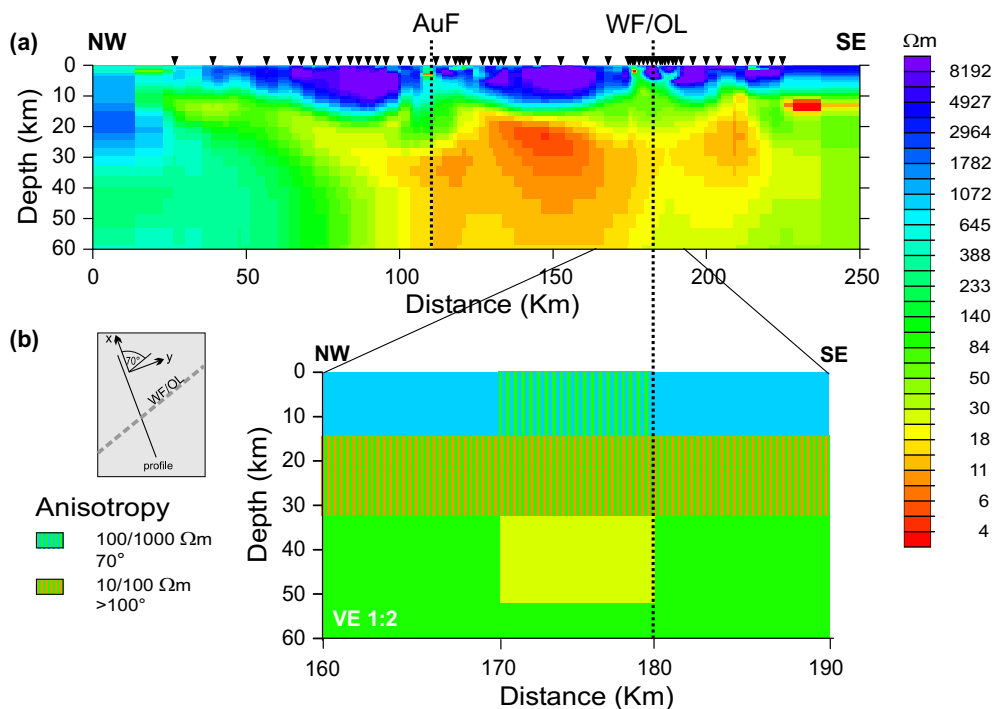 AuF WF/OL
(a) NW SE Ωm
0
10
20
30
40
50
60
Depth (km)
0 50 100 150 200 250
Distance (Km)
8192
4927
2964
1782
1072
645
388
233
140
84
50
30
18
11
6
4
(b)
x
70°
y
WF/OL
profile
Anisotropy
100/1000 Ωm
70°
10/100 Ωm
>100°
NW SE
0
10
20
30
40
50
60
Depth (km)
VE 1:2
160 170 180 190
Distance (Km)